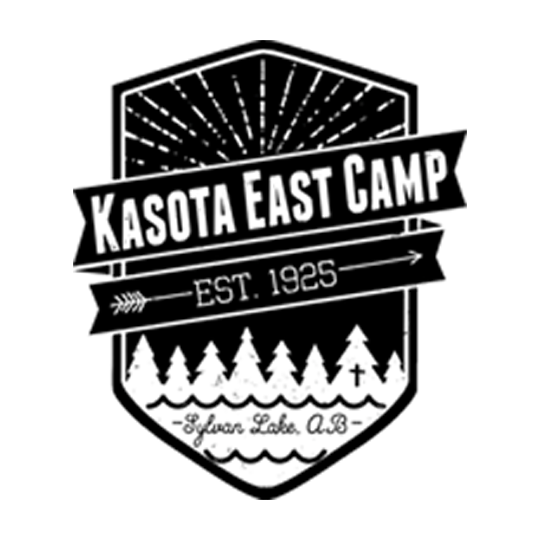 KASOTA EAST CAMP
EST. 1925
-Sylvan Lake, AB-